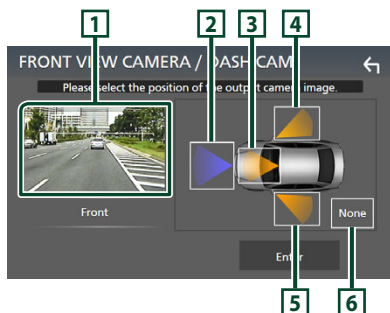 1 2 3 4
FRONT VIEW CAMERA / DASH CAM
Please select the position of the output camera image.
Front
None
Enter
5 6